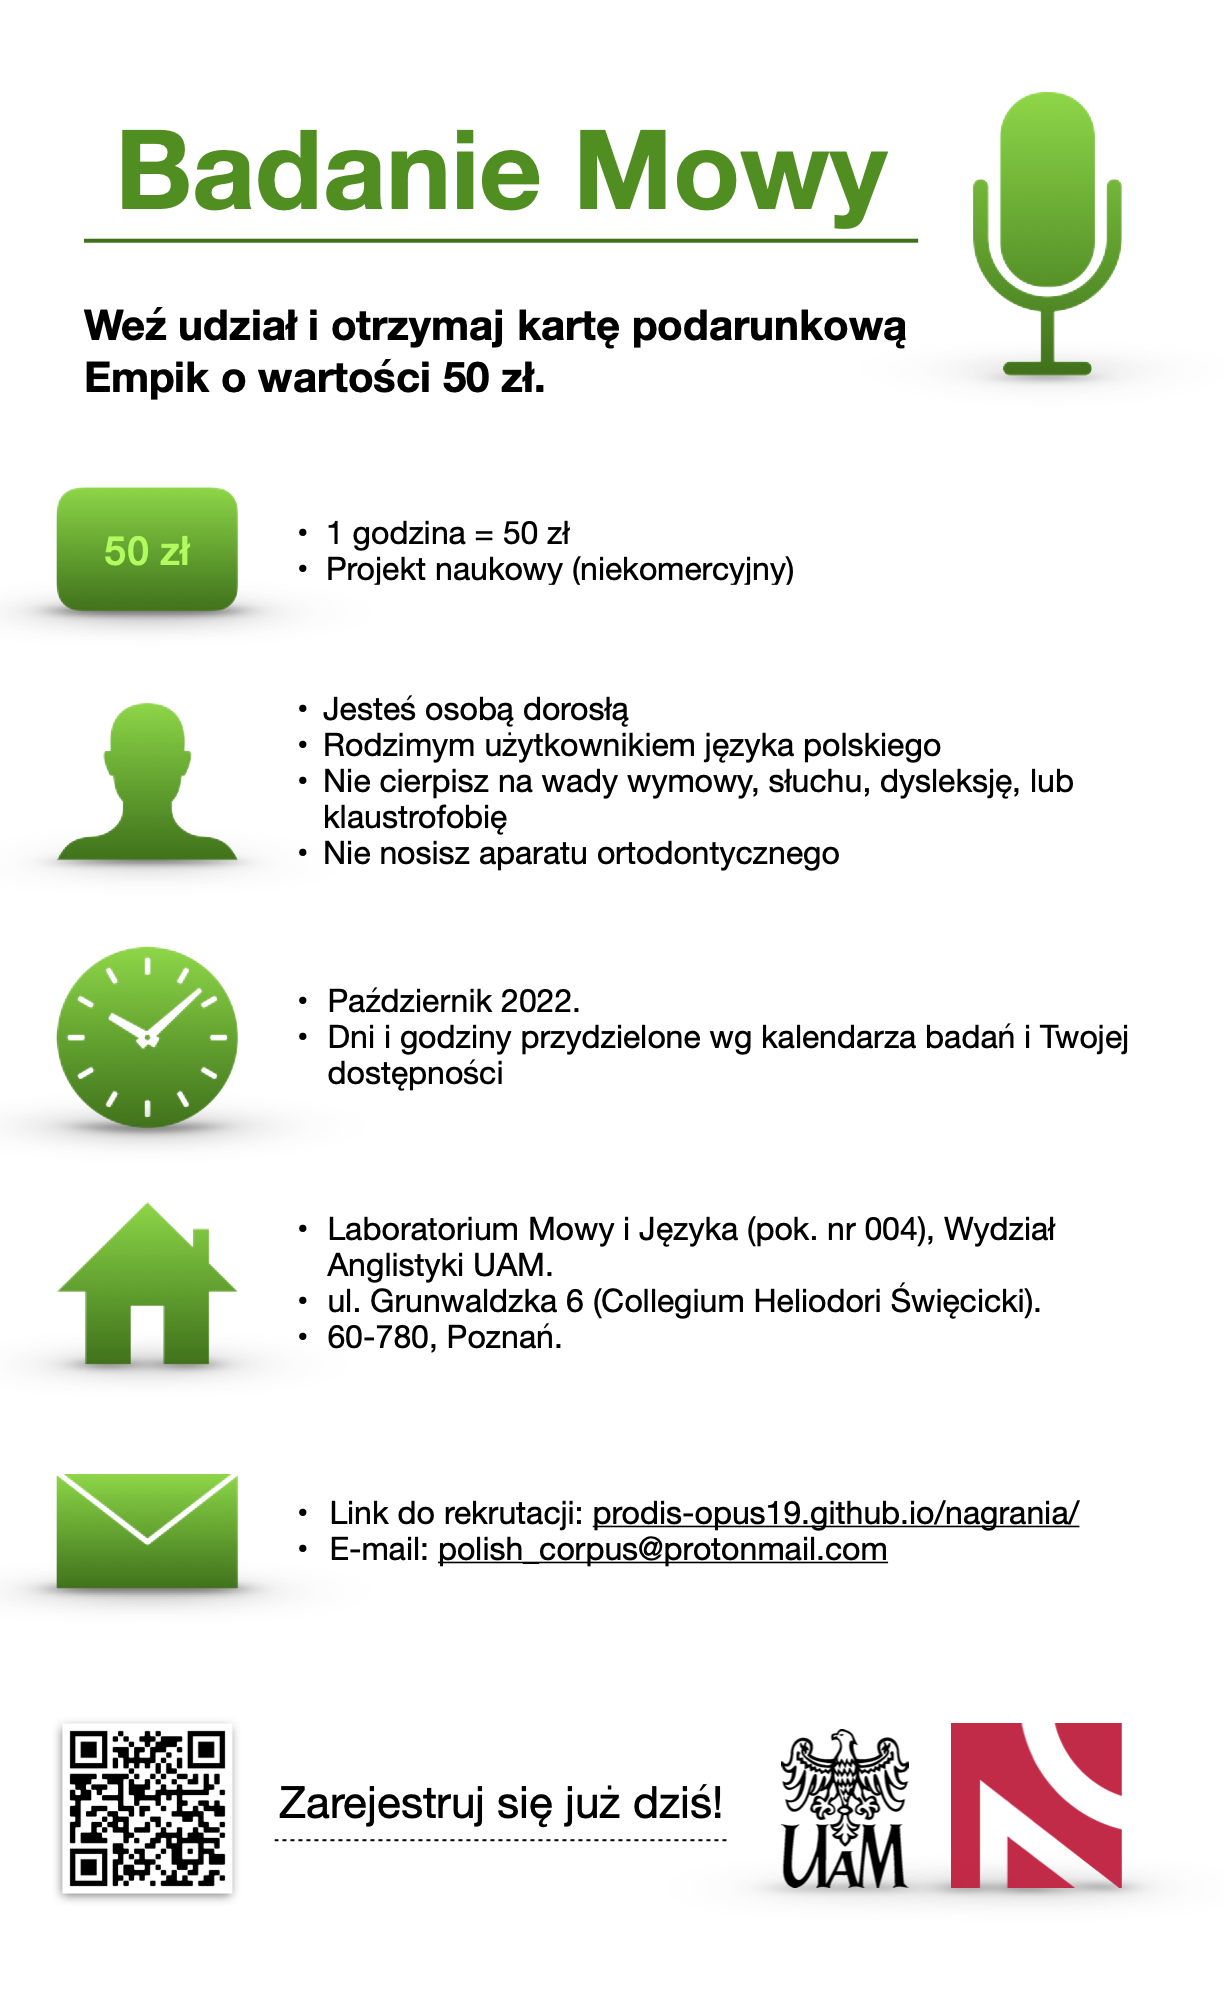 Badanie Mowy
Weź udział i otrzymaj kartę podarunkową
Empik o wartości 50 zł.
50 zł
• 1 godzina = 50 zł
• Projekt naukowy (niekomercyjny)
• Jesteś osobą dorosłą
• Rodzimym użytkownikiem języka polskiego
• Nie cierpisz na wady wymowy, słuchu, dysleksję, lub
klaustrofobię
• Nie nosisz aparatu ortodontycznego
• Październik 2022.
• Dni i godziny przydzielone wg kalendarza badań i Twojej
dostępności
• Laboratorium Mowy i Języka (pok. nr 004), Wydział
Anglistyki UAM.
• ul. Grunwaldzka 6 (Collegium Heliodori Święcicki).
• 60-780, Poznań.
• Link do rekrutacji: prodis-opus19.github.io/nagrania/
• E-mail: polish_corpus@protonmail.com
Zarejestruj się już dziś!
UAM